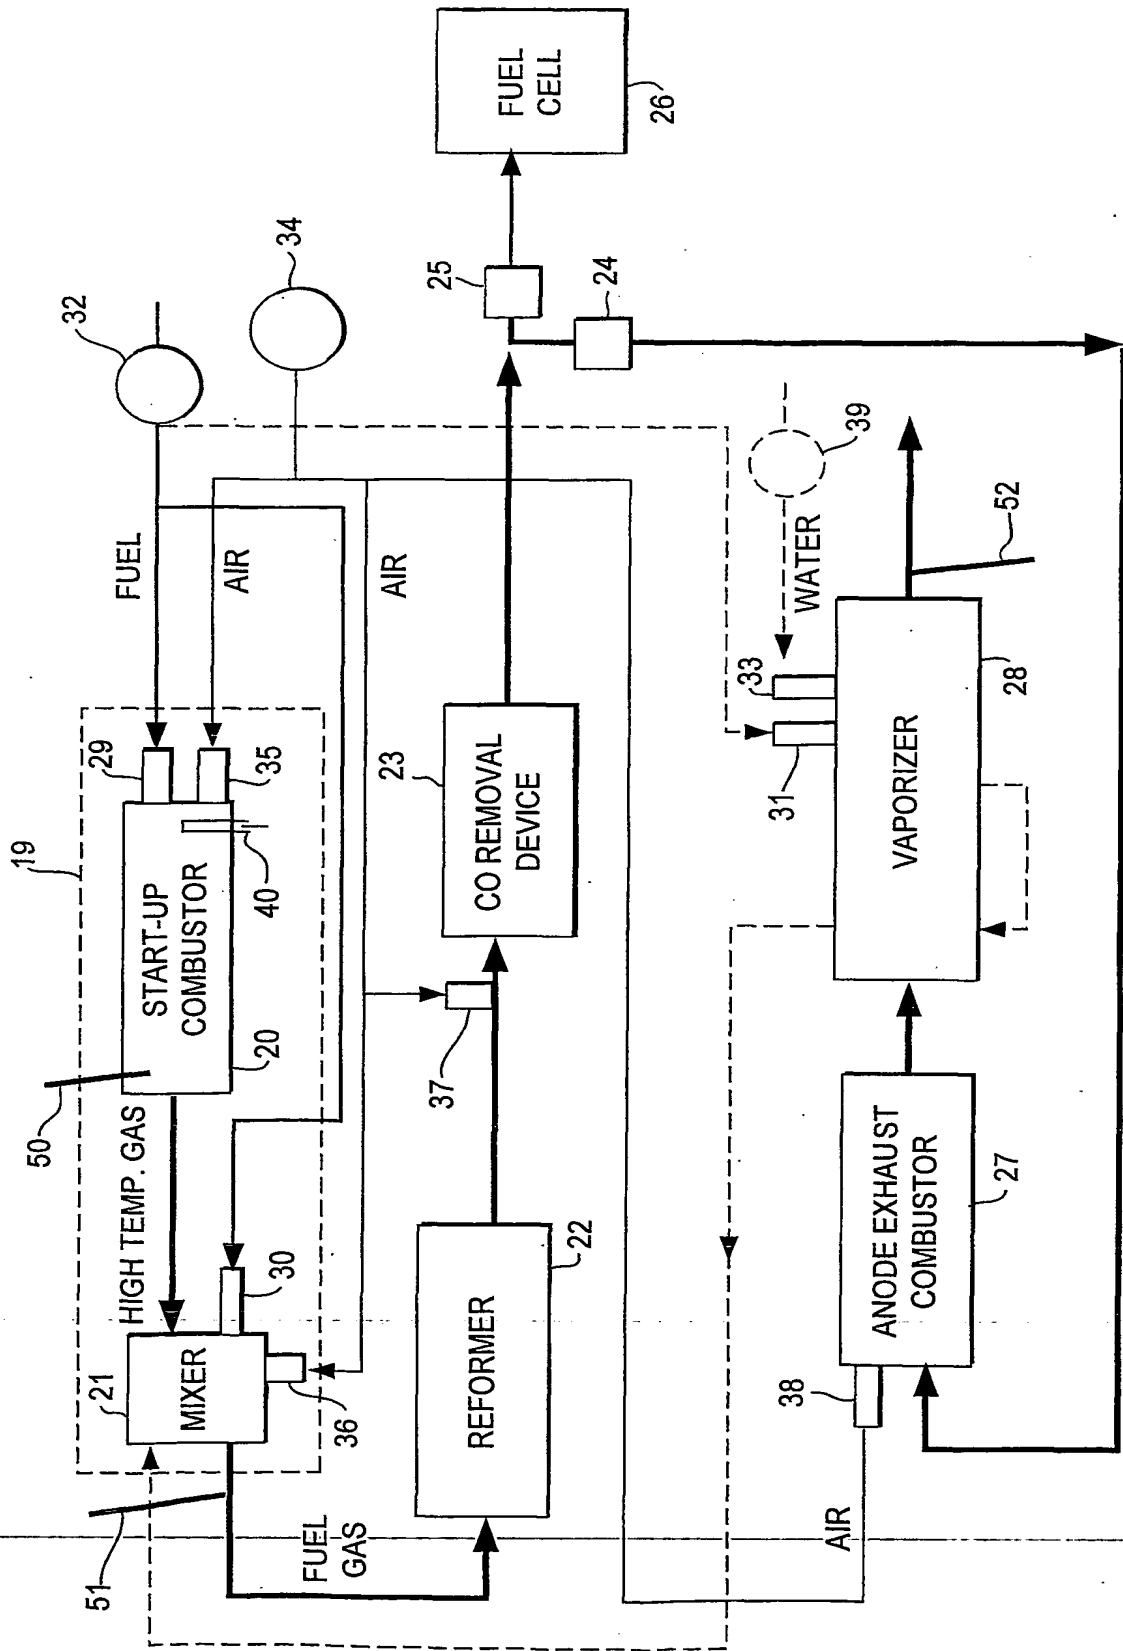 19
50
32
51
21
MIXER
HIGH TEMP. GAS
START-UP
COMBUSTOR
20
40
29
35
FUEL
AIR
34
30
36
FUEL
GAS
AIR
REFORMER
22
37
23
CO REMOVAL
DEVICE
25
24
FUEL
CELL
26
AIR
38
ANODE EXHAUST
COMBUSTOR
27
31
33
WATER
39
VAPORIZER
28
52